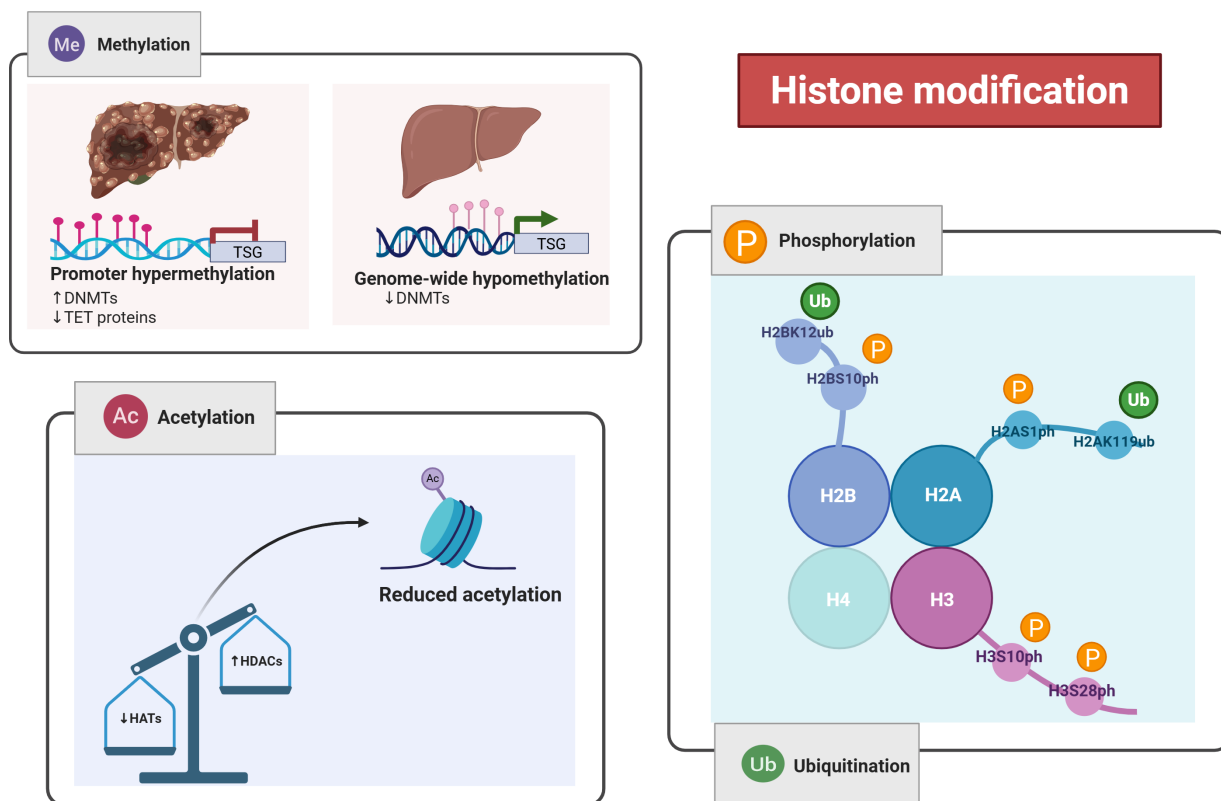 Me Methylation
Histone modification
TSG
Promoter hypermethylation
↑DNMTs
↓TET proteins
TSG
Genome-wide hypomethylation
↓DNMTs
Ac Acetylation
Ac
Reduced acetylation
↑HDACs
↓HATs
P Phosphorylation
Ub
H2BK12ub
P
H2BS10ph
P
H2AS1ph
Ub
H2AK119ub
H2B
H2A
H4
H3
P
H3S10ph
P
H3S28ph
Ub Ubiquitination